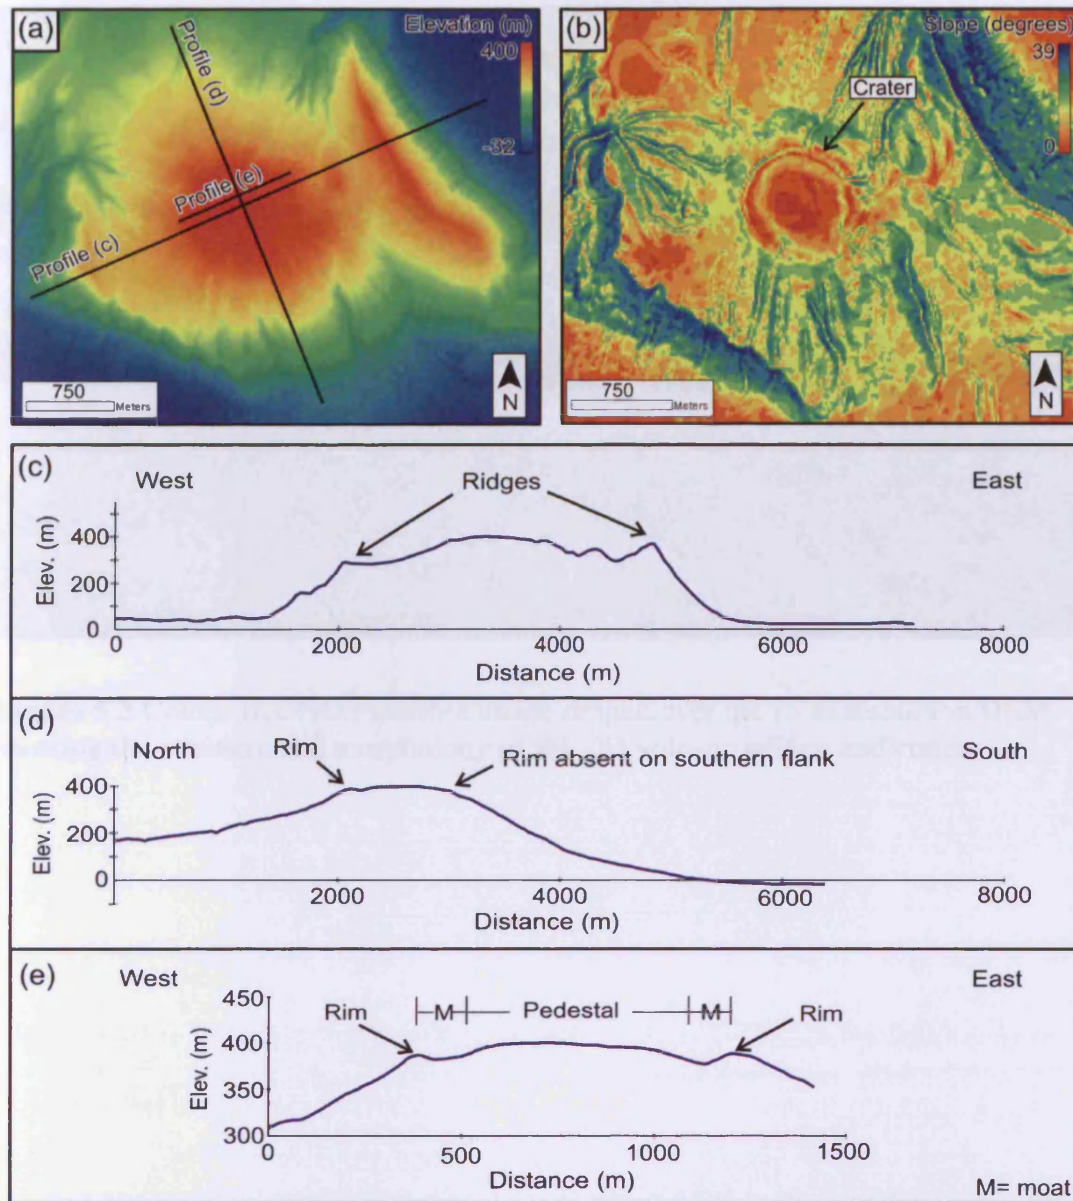 (a)
Elevation (m)
400
-32
Profile (d)
Profile (e)
Profile (c)
750
Meters
N
(b)
Slope (degrees)
39
0
Crater
750
Meters
N
(c)
West
Ridges
East
Elev. (m)
400
200
0
0
2000
4000
6000
8000
Distance (m)
(d)
North
Rim
Rim absent on southern flank
South
Elev. (m)
400
200
0
2000
4000
6000
8000
Distance (m)
(e)
West
East
Elev. (m)
450
400
350
300
Rim
M
Pedestal
M
Rim
0
500
1000
1500
Distance (m)
M= moat